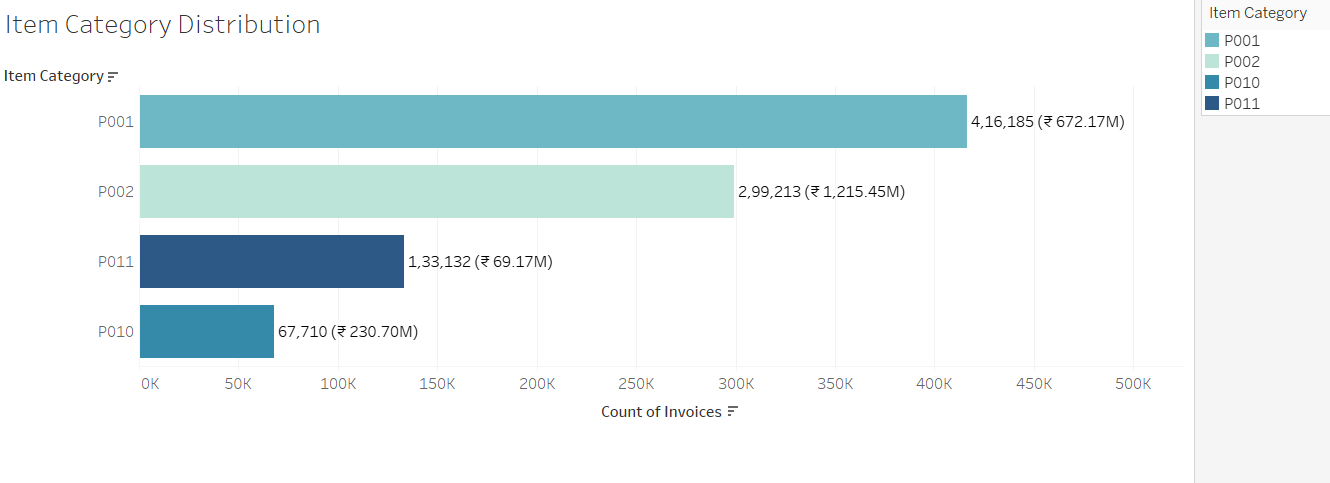 Item Category Distribution
Item Category
P001
4,16,185 (₹ 672.17M)
P002
2,99,213 (₹ 1,215.45M)
P011
1,33,132 (₹ 69.17M)
P010
67,710 (₹ 230.70M)
0K 50K 100K 150K 200K 250K 300K 350K 400K 450K 500K
Count of Invoices
Item Category
P001
P002
P010
P011